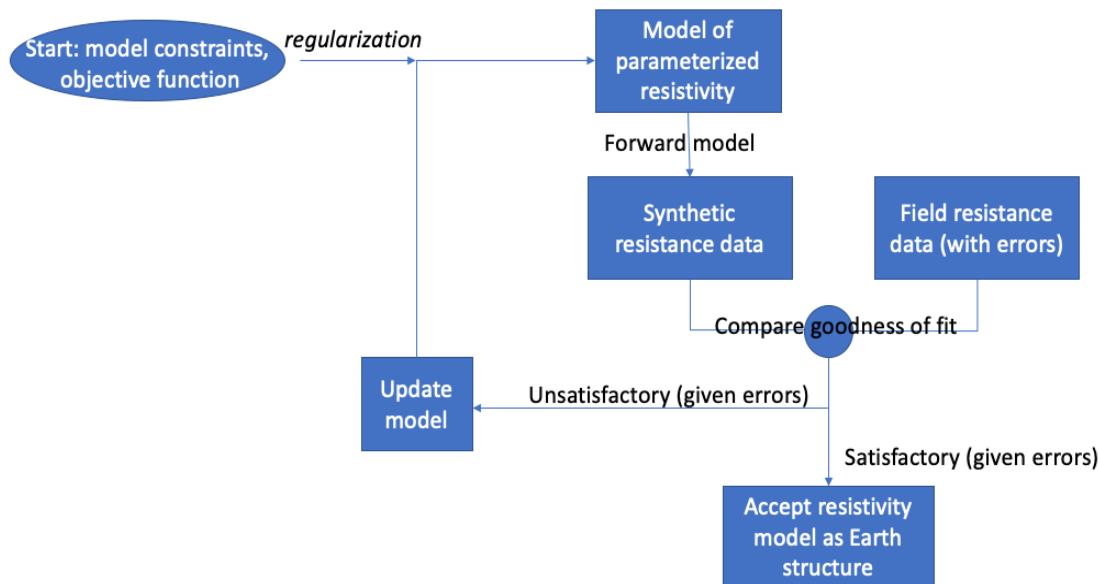 Start: model constraints,
objective function
regularization
Model of
parameterized
resistivity
Forward model
Synthetic
resistance data
Field resistance
data (with errors)
Compare goodness of fit
Update
model
Unsatisfactory (given errors)
Satisfactory (given errors)
Accept resistivity
model as Earth
structure